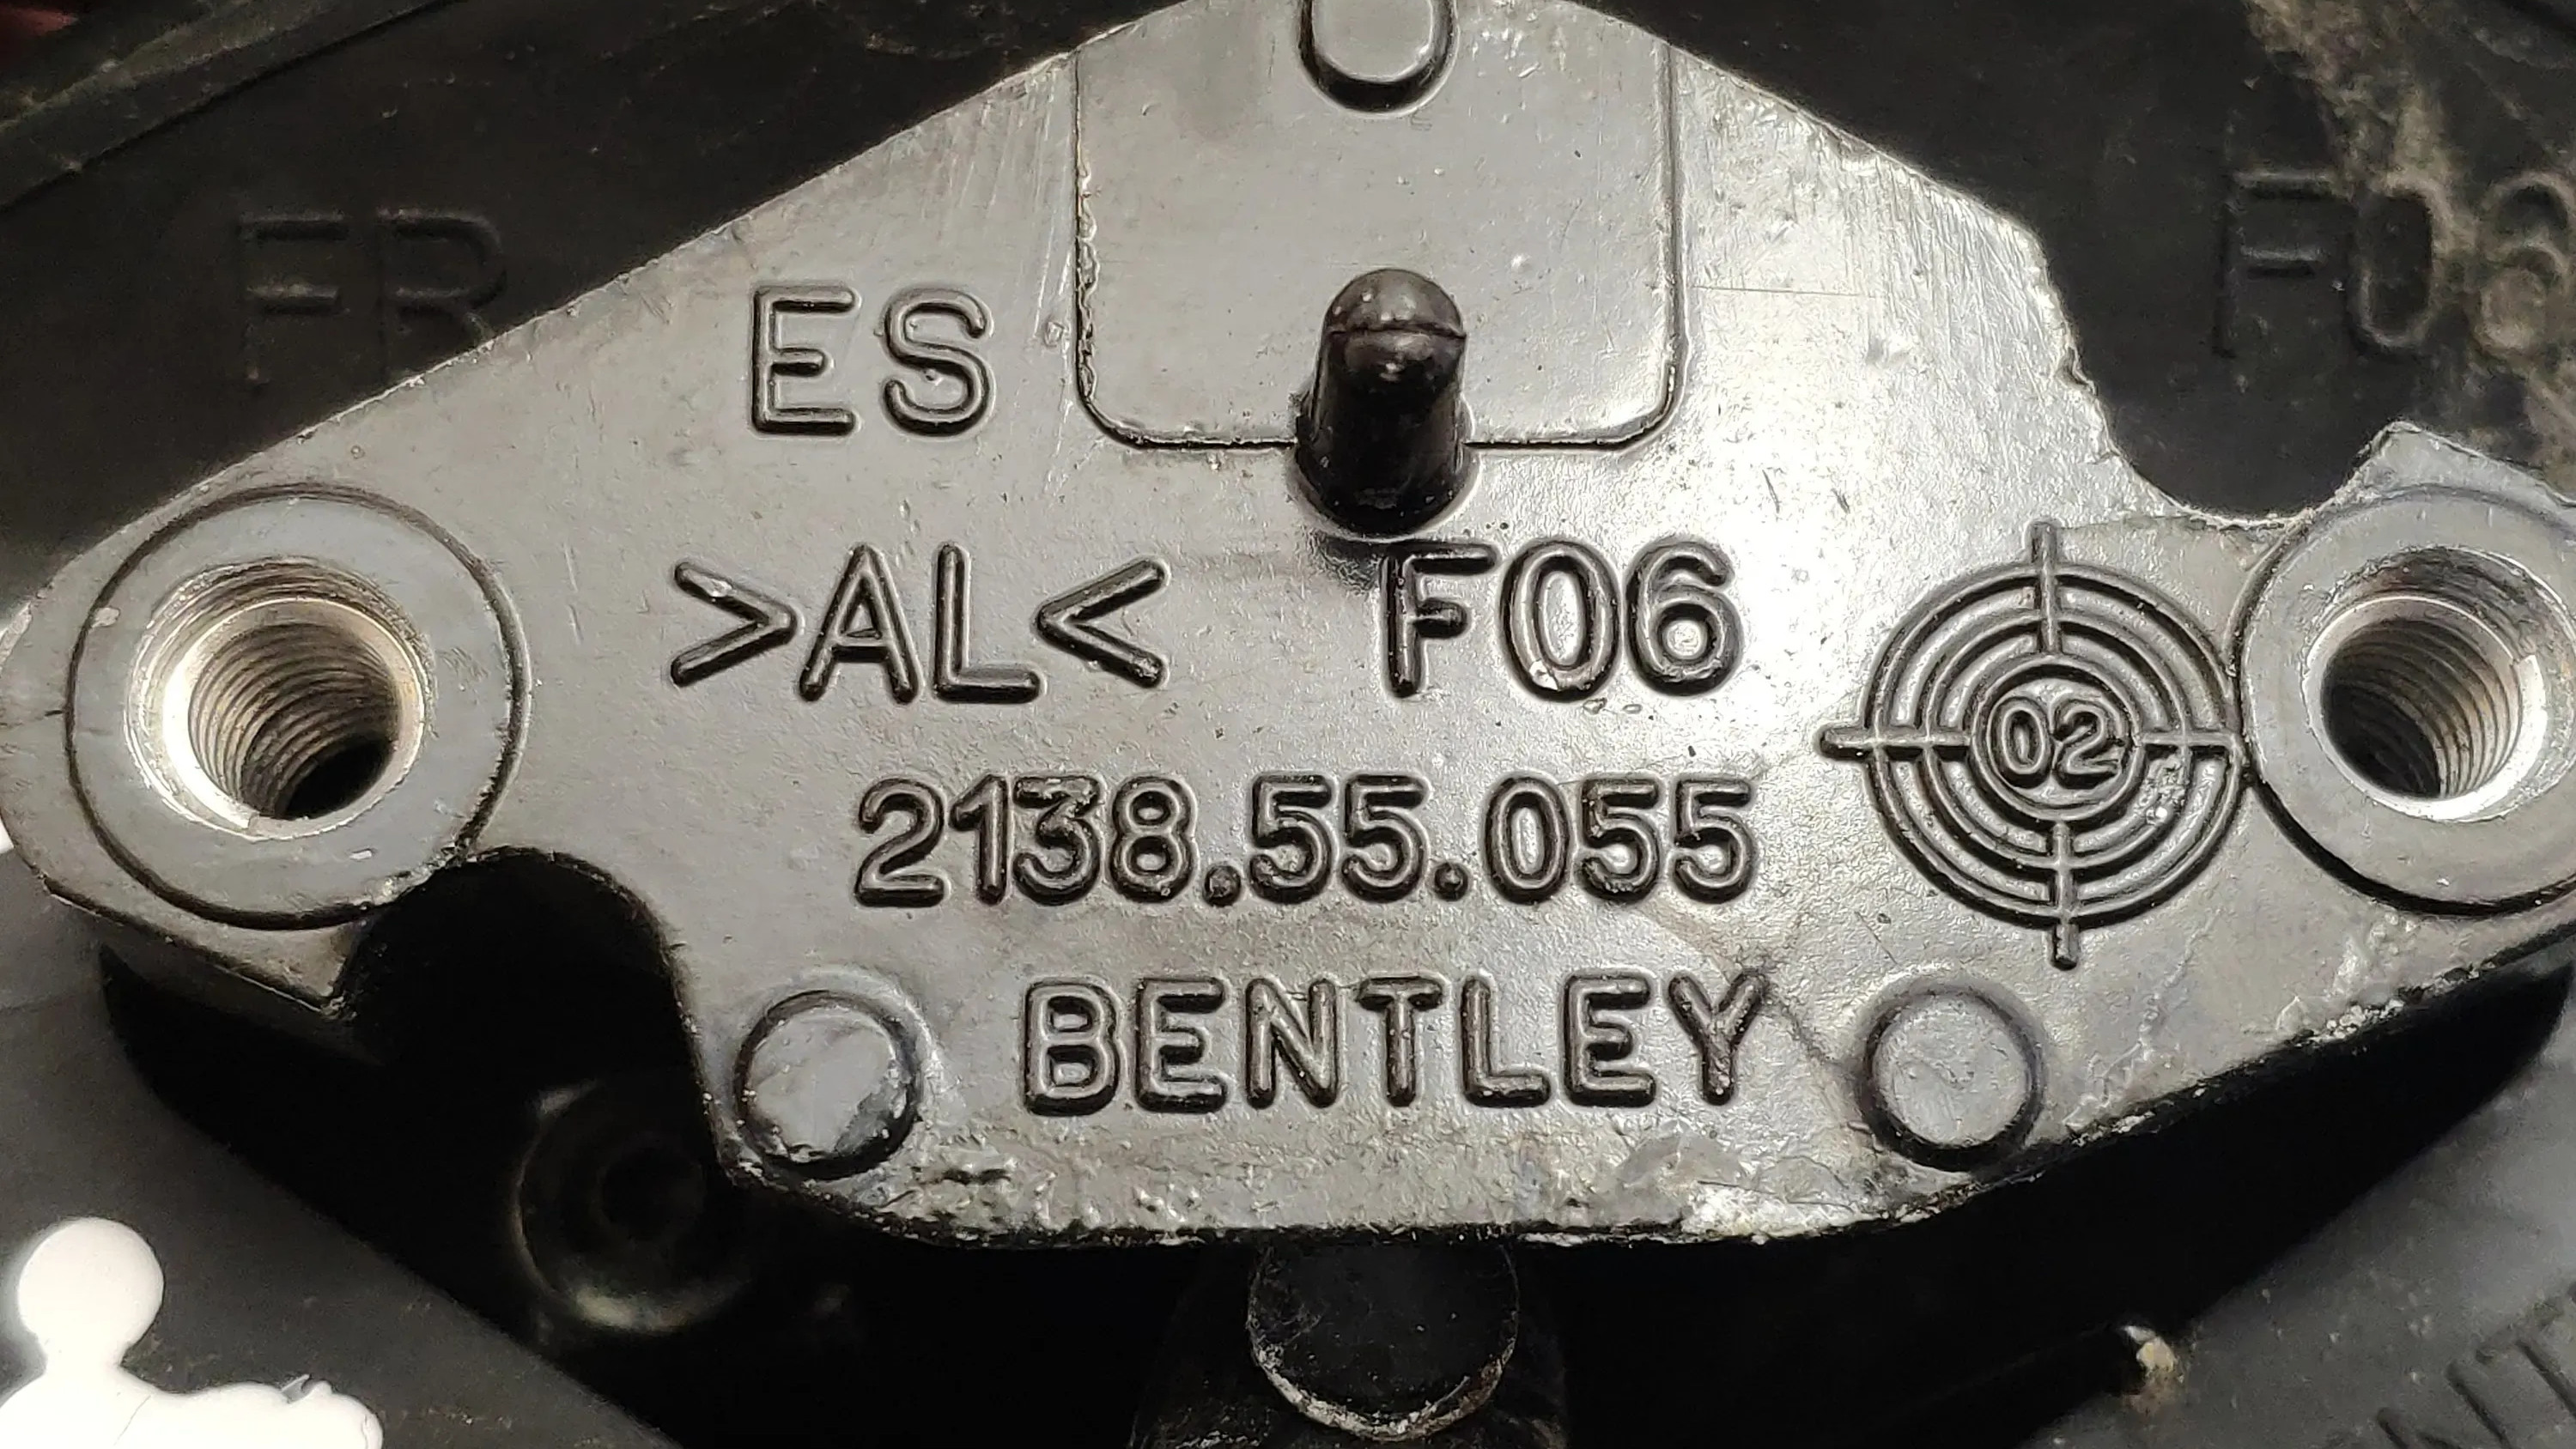 FR
F06
ES
>AL< F06
02
2138.55.055
BENTLEY